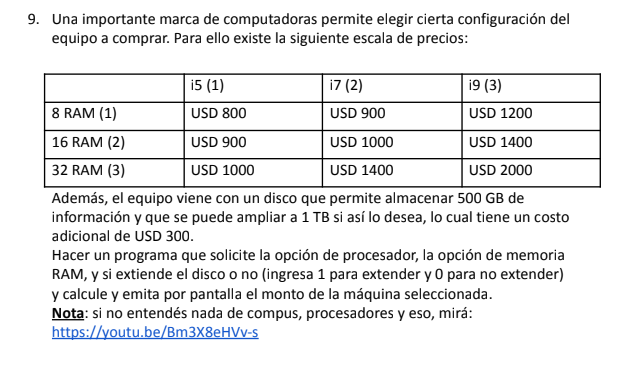 9. Una importante marca de computadoras permite elegir cierta configuración del
equipo a comprar. Para ello existe la siguiente escala de precios:
i5 (1) i7 (2) i9 (3)
8 RAM (1) USD 800 USD 900 USD 1200
16 RAM (2) USD 900 USD 1000 USD 1400
32 RAM (3) USD 1000 USD 1400 USD 2000
Además, el equipo viene con un disco que permite almacenar 500 GB de
información y que se puede ampliar a 1 TB si así lo desea, lo cual tiene un costo
adicional de USD 300.
Hacer un programa que solicite la opción de procesador, la opción de memoria
RAM, y si extiende el disco o no (ingresa 1 para extender y 0 para no extender)
y calcule y emita por pantalla el monto de la máquina seleccionada.
Nota: si no entendés nada de compus, procesadores y eso, mirá:
https://youtu.be/Bm3X8eHVv-s